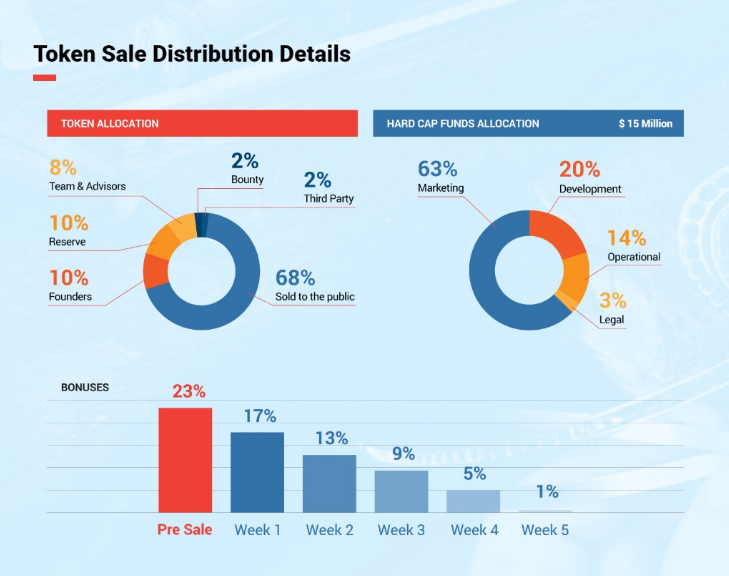 Token Sale Distribution Details
TOKEN ALLOCATION
8%
Team & Advisors
2%
Bounty
2%
Third Party
10%
Reserve
10%
Founders
68%
Sold to the public
HARD CAP FUNDS ALLOCATION $ 15 Million
63%
Marketing
20%
Development
14%
Operational
3%
Legal
BONUSES
23%
17%
13%
9%
5%
1%
Pre Sale Week 1 Week 2 Week 3 Week 4 Week 5